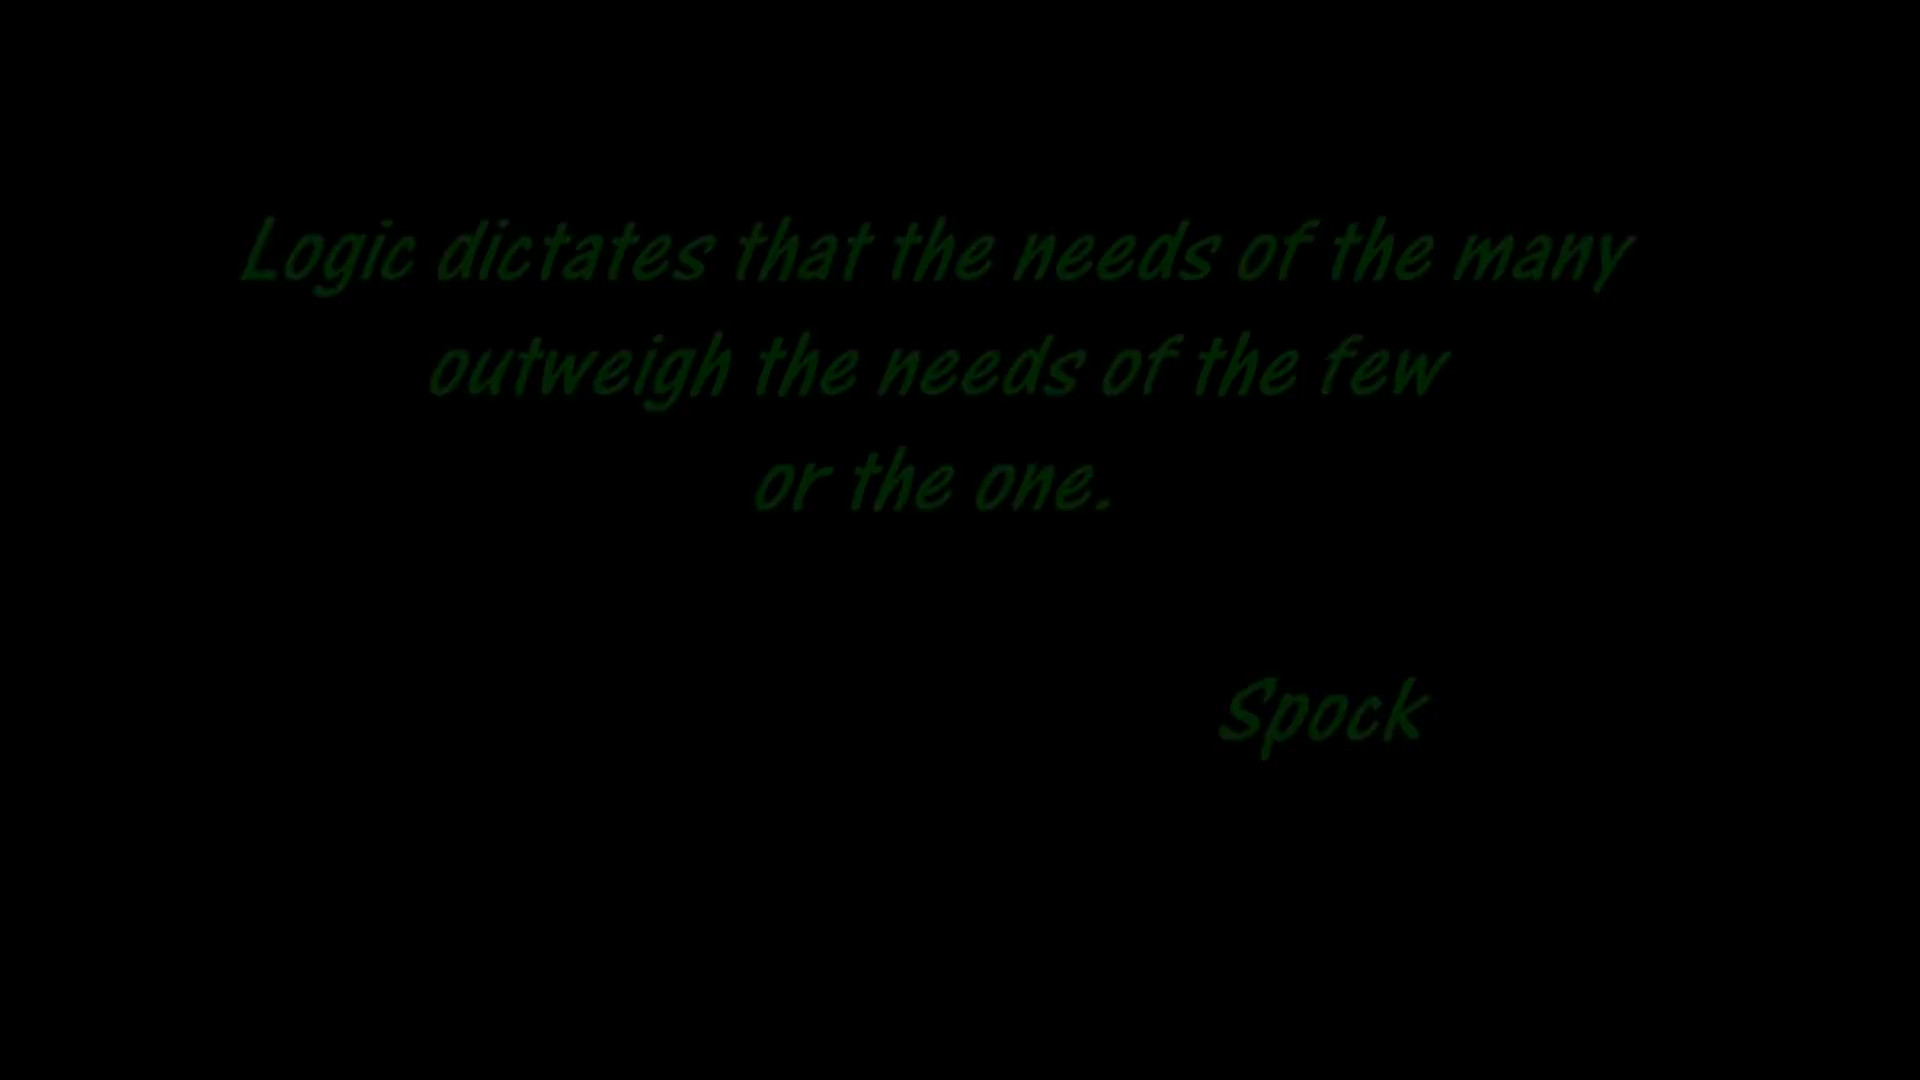 Logic dictates that the needs of the many
outweigh the needs of the few
or the one.
Spock